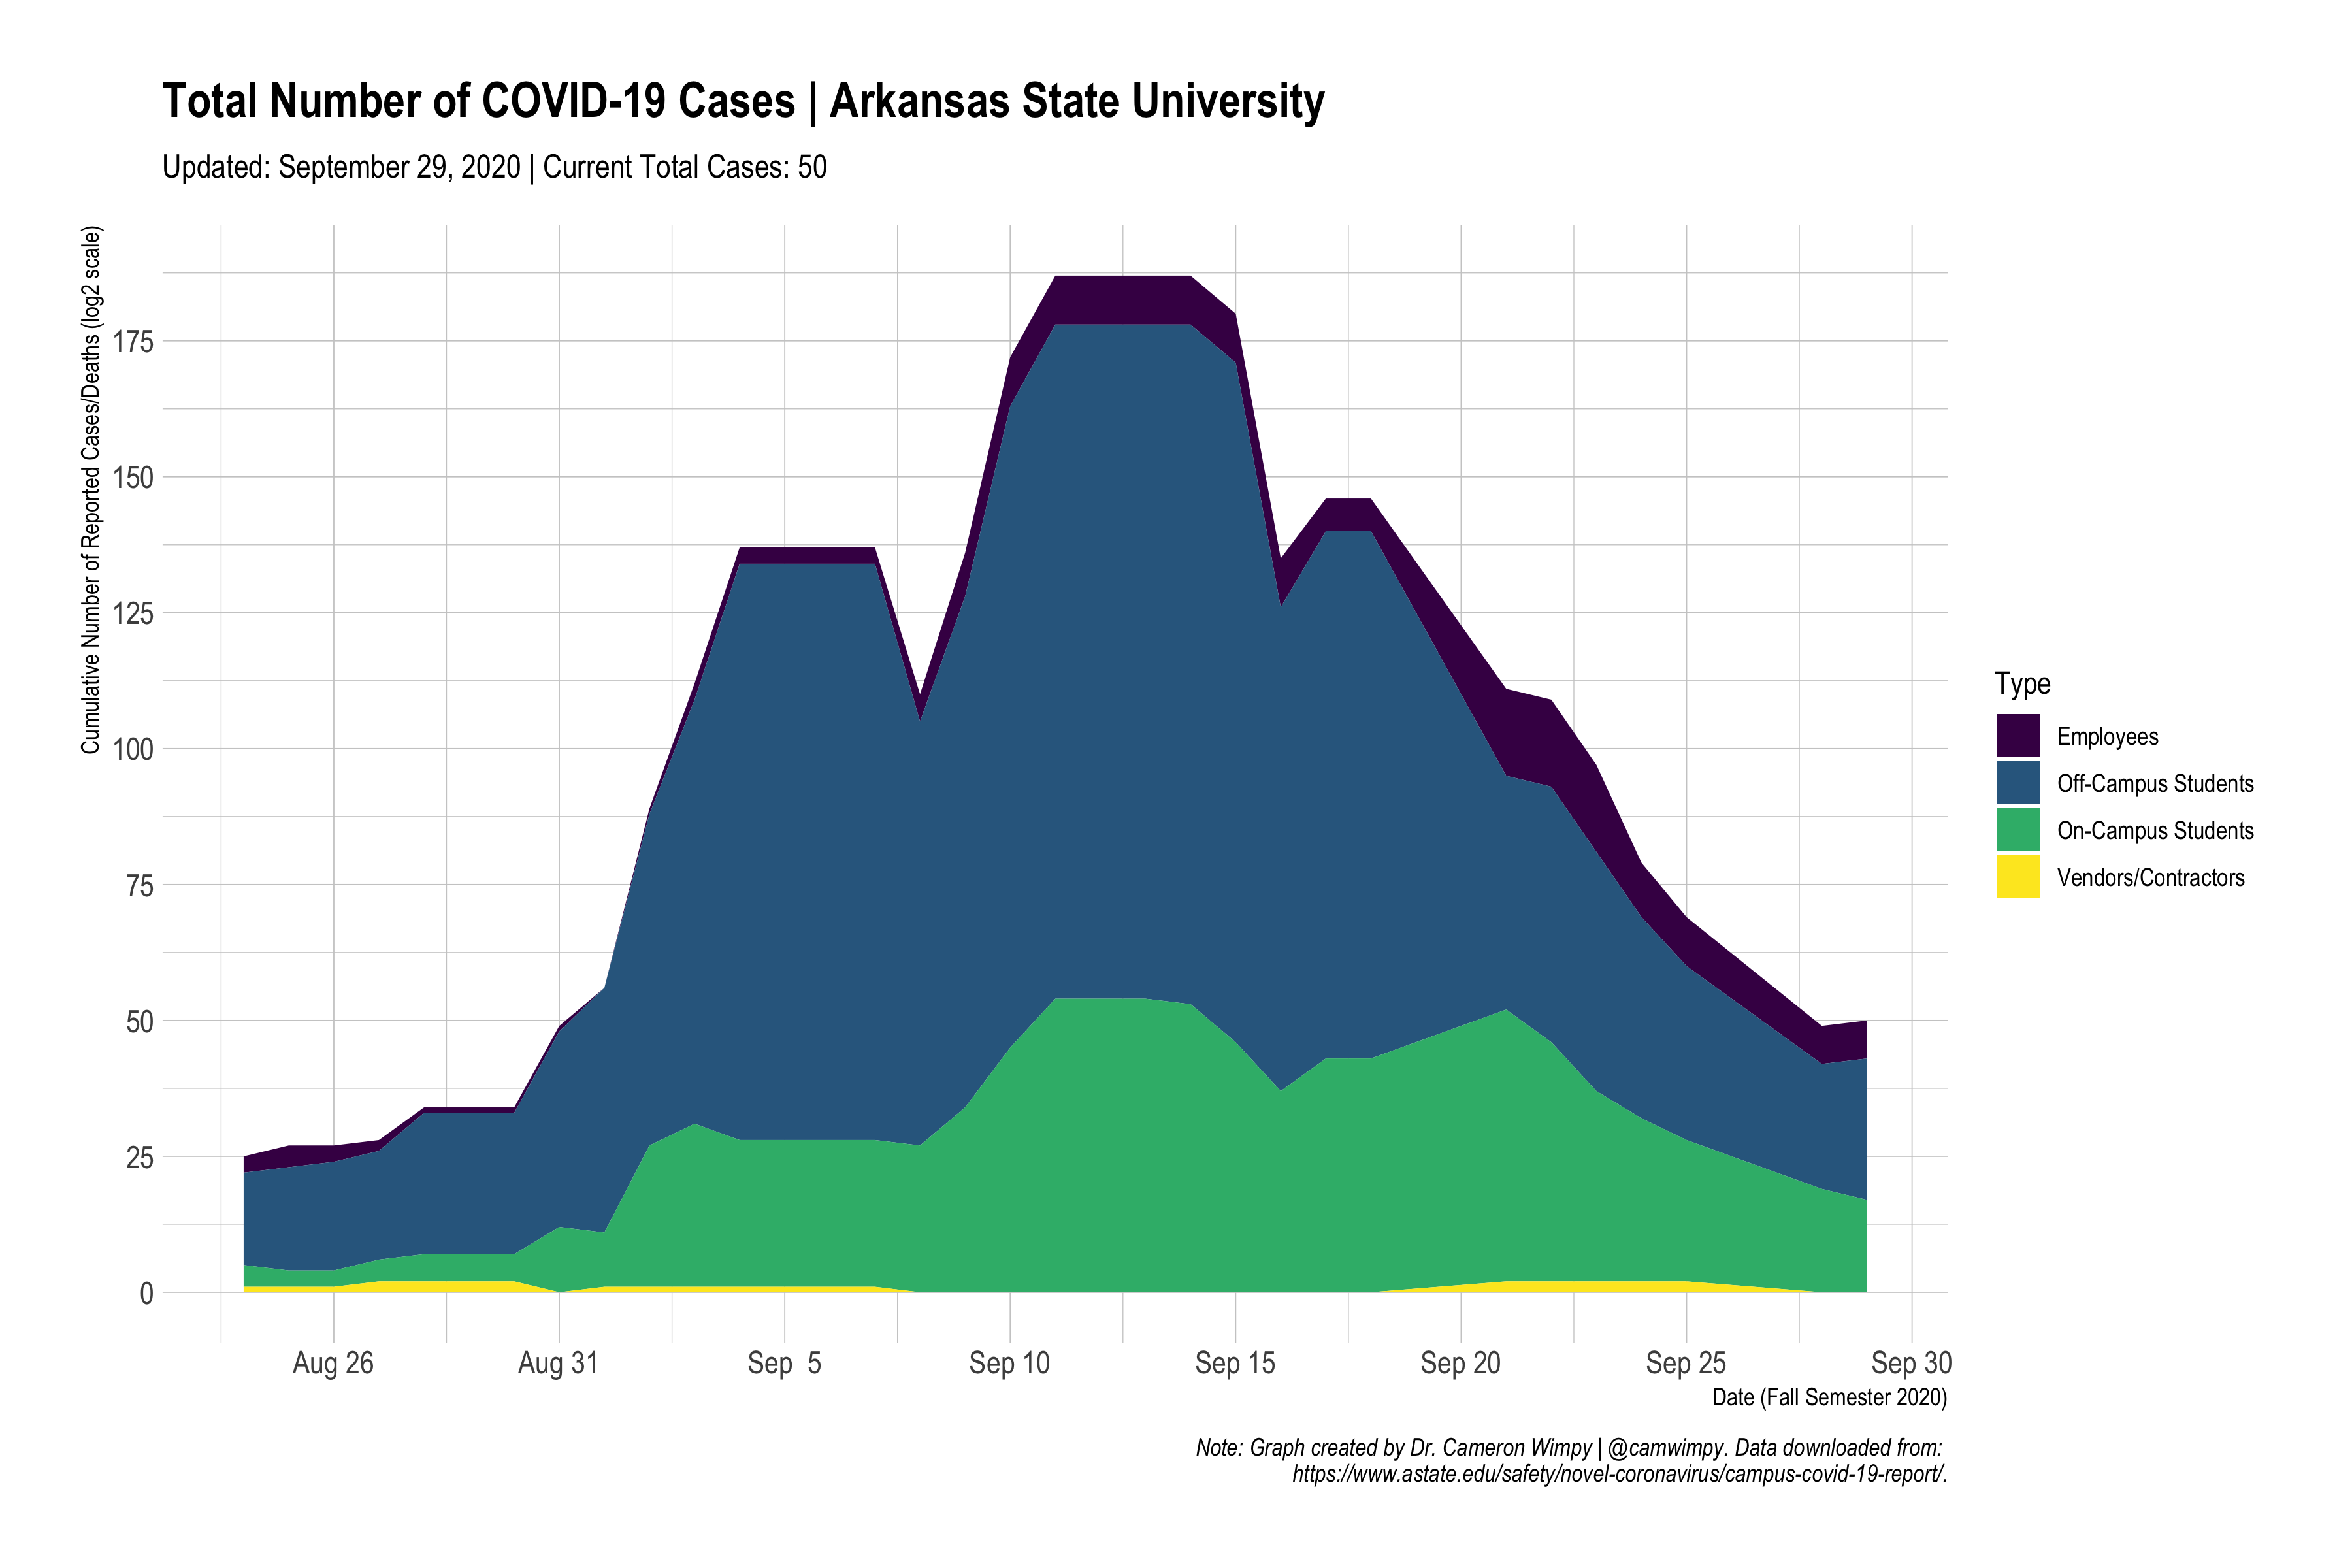 Total Number of COVID-19 Cases | Arkansas State University
Updated: September 29, 2020 | Current Total Cases: 50
Cumulative Number of Reported Cases/Deaths (log2 scale)
175
150
125
100
75
50
25
0
Aug 26
Aug 31
Sep  5
Sep 10
Sep 15
Sep 20
Sep 25
Sep 30
Date (Fall Semester 2020)
Type
Employees
Off-Campus Students
On-Campus Students
Vendors/Contractors
Note: Graph created by Dr. Cameron Wimpy | @camwimpy. Data downloaded from:
https://www.astate.edu/safety/novel-coronavirus/campus-covid-19-report/.